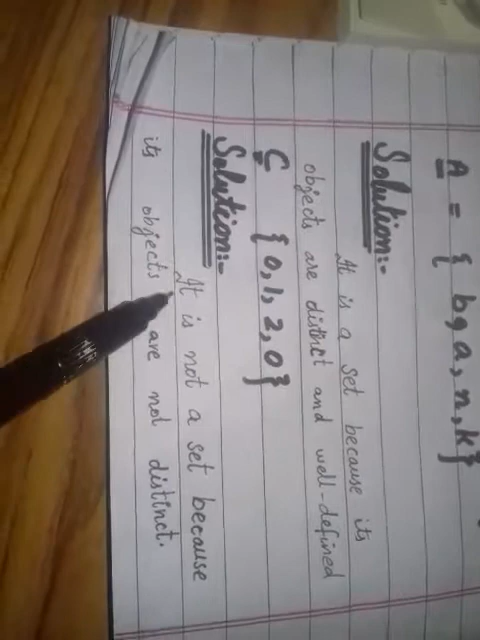 A = { b, a, n, k}
Solution:-
It is a set because its
objects are distinct and well-defined
C { 0, 1, 2, 0}
Solution:-
It is not a set because
its objects are not distinct.